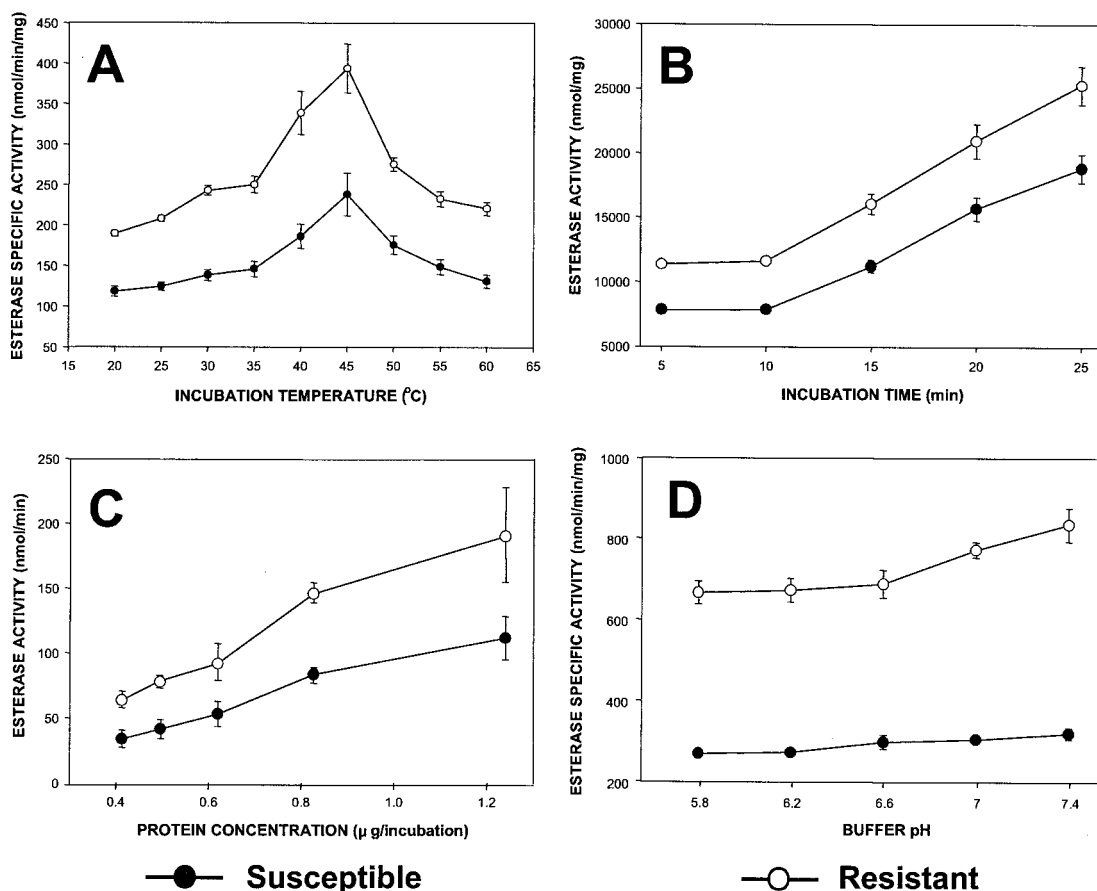 A
ESTERASE SPECIFIC ACTIVITY (nmol/min/mg)
450
400
350
300
250
200
150
100
50
15 20 25 30 35 40 45 50 55 60 65
INCUBATION TEMPERATURE (°C)
B
ESTERASE ACTIVITY (nmol/mg)
30000
25000
20000
15000
10000
5000
5 10 15 20 25
INCUBATION TIME (min)
C
ESTERASE ACTIVITY (nmol/min)
250
200
150
100
50
0
0.4 0.6 0.8 1.0 1.2
PROTEIN CONCENTRATION (μ g/incubation)
D
ESTERASE SPECIFIC ACTIVITY (nmol/min/mg)
1000
800
600
400
200
5.8 6.2 6.6 7 7.4
BUFFER pH
Susceptible
Resistant